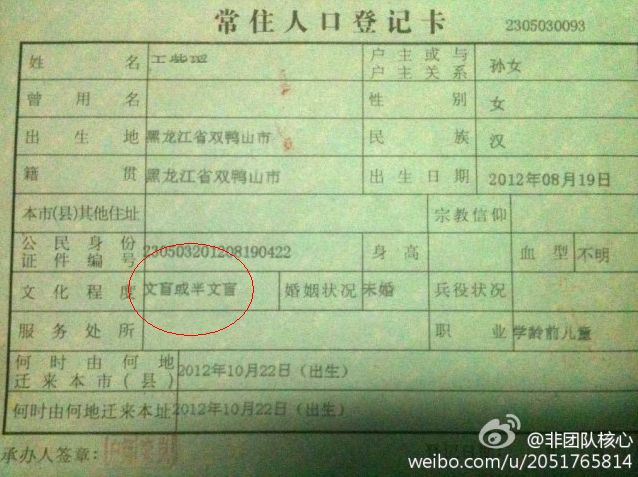 常住人口登记卡 2305030093
姓名 户主或与户主关系 孙女
曾用名 性别 女
出生地 黑龙江省双鸭山市 民族 汉
籍贯 黑龙江省双鸭山市 出生日期 2012年08月19日
本市(县)其他住址 宗教信仰
公民身份证件编号 230503201208190422 身高 血型 不明
文化程度 文盲或半文盲 婚姻状况 未婚 兵役状况
服务处所 职业 学龄前儿童
何时由何地迁来本市(县) 2012年10月22日(出生)
何时由何地迁来本址 2012年10月22日(出生)
承办人签章:
@非团队核心
weibo.com/u/2051765814